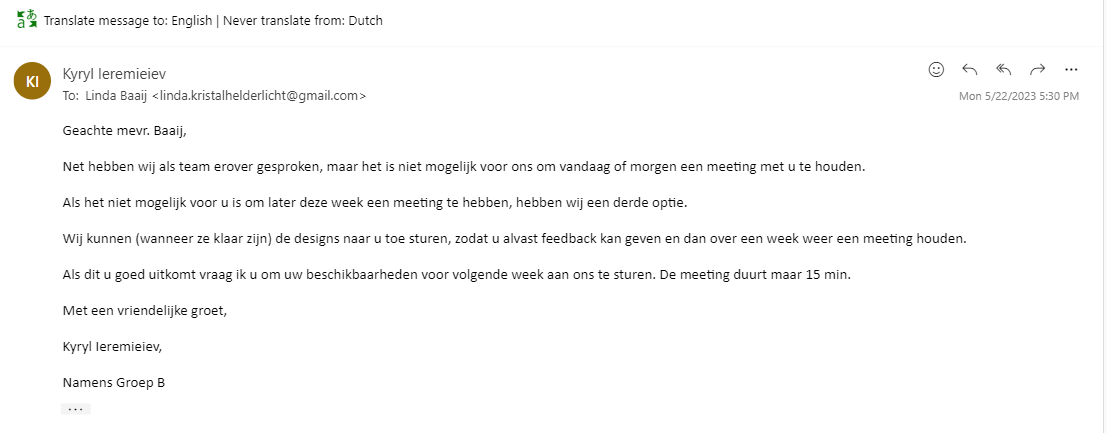 Translate message to: English | Never translate from: Dutch
KI
Kyryl Ieremieiev
To: Linda Baaij <linda.kristalhelderlicht@gmail.com>
Mon 5/22/2023 5:30 PM
Geachte mevr. Baaij,
Net hebben wij als team erover gesproken, maar het is niet mogelijk voor ons om vandaag of morgen een meeting met u te houden.
Als het niet mogelijk voor u is om later deze week een meeting te hebben, hebben wij een derde optie.
Wij kunnen (wanneer ze klaar zijn) de designs naar u toe sturen, zodat u alvast feedback kan geven en dan over een week weer een meeting houden.
Als dit u goed uitkomt vraag ik u om uw beschikbaarheden voor volgende week aan ons te sturen. De meeting duurt maar 15 min.
Met een vriendelijke groet,
Kyryl Ieremieiev,
Namens Groep B